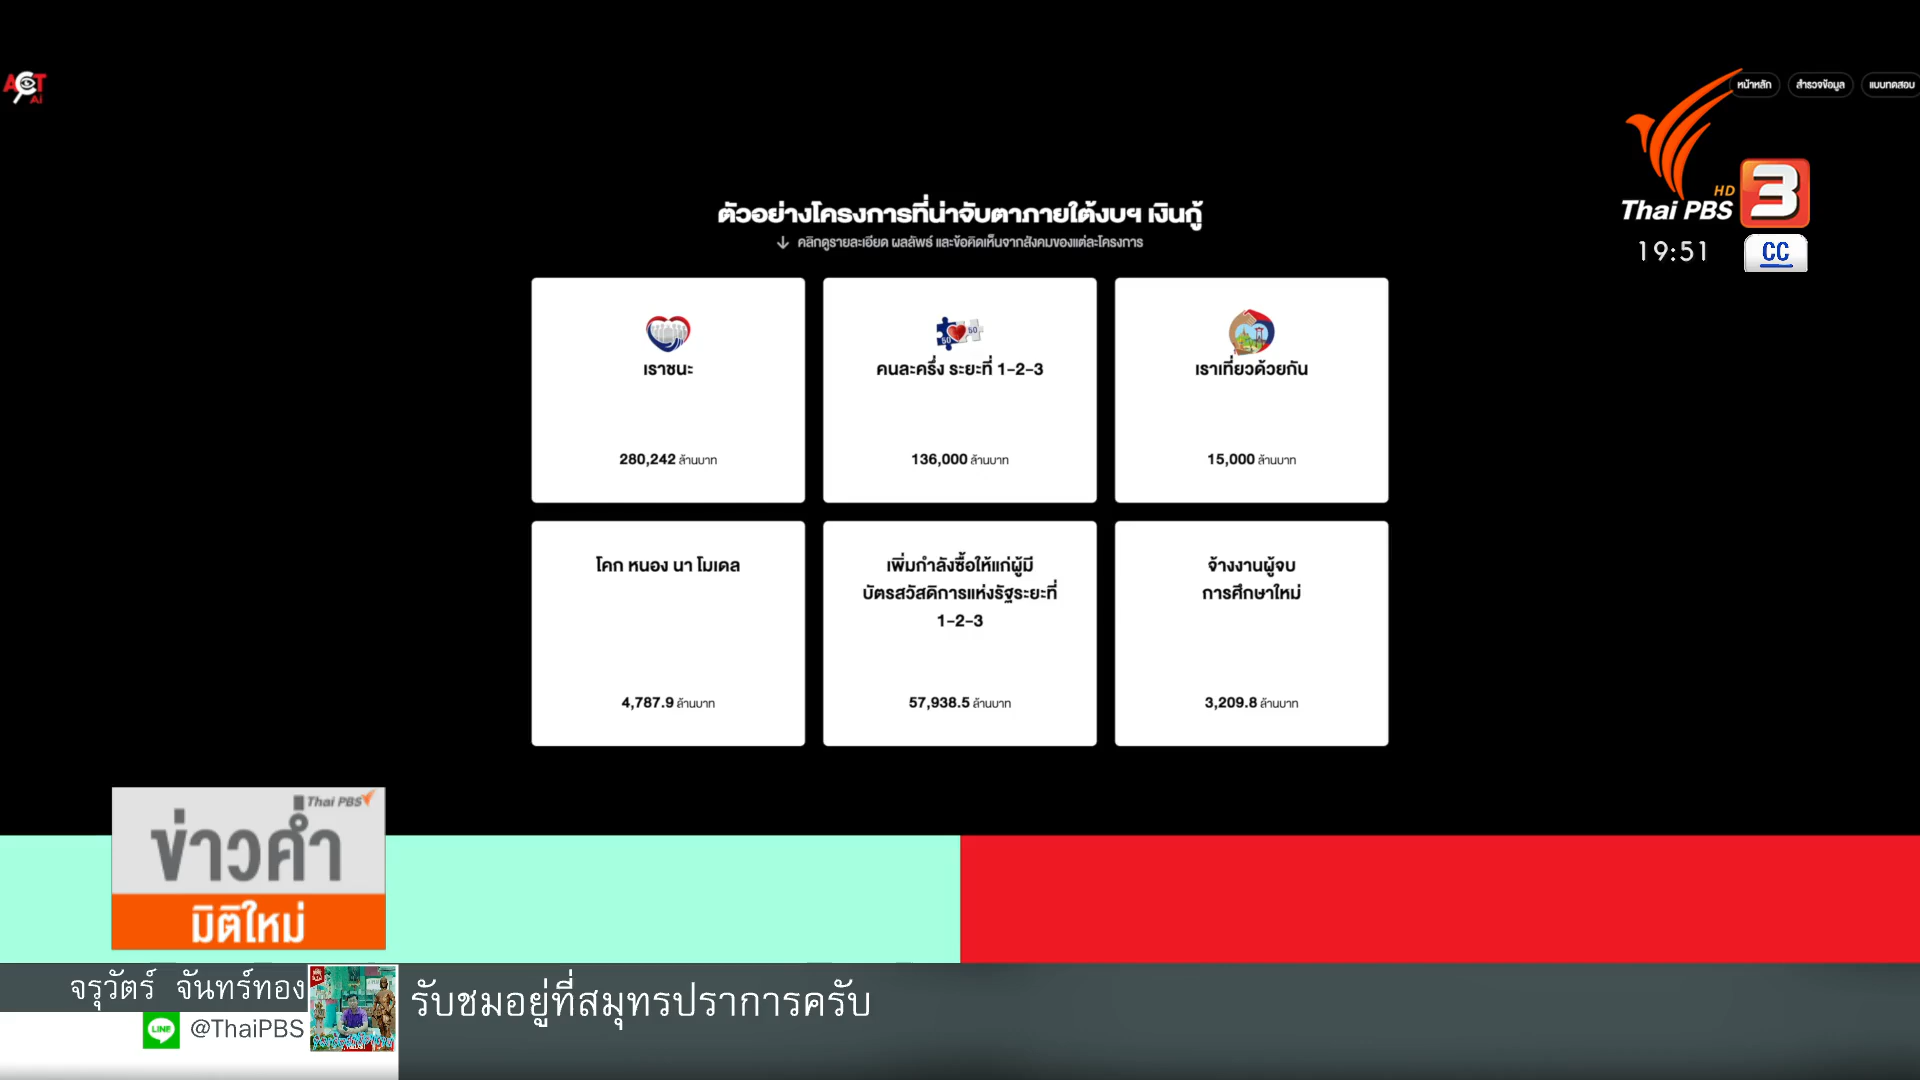 ACT
Ai
หน้าหลัก
สำรวจข้อมูล
แบบทดสอบ
HD
Thai PBS
3
19:51
CC
ตัวอย่างโครงการที่น่าจับตาภายใต้งบฯ เงินกู้
คลิกดูรายละเอียด ผลลัพธ์ และข้อคิดเห็นจากสังคมของแต่ละโครงการ
เราชนะ
280,242 ล้านบาท
50 50
คนละครึ่ง ระยะที่ 1-2-3
136,000 ล้านบาท
เราเที่ยวด้วยกัน
15,000 ล้านบาท
โคก หนอง นา โมเดล
4,787.9 ล้านบาท
เพิ่มกำลังซื้อให้แก่ผู้มี
บัตรสวัสดิการแห่งรัฐระยะที่
1-2-3
57,938.5 ล้านบาท
จ้างงานผู้จบ
การศึกษาใหม่
3,209.8 ล้านบาท
Thai PBS
ข่าวค่ำ
มิติใหม่
จรุวัตร์ จันทร์ทอง
LINE @ThaiPBS
รับชมอยู่ที่สมุทรปราการครับ